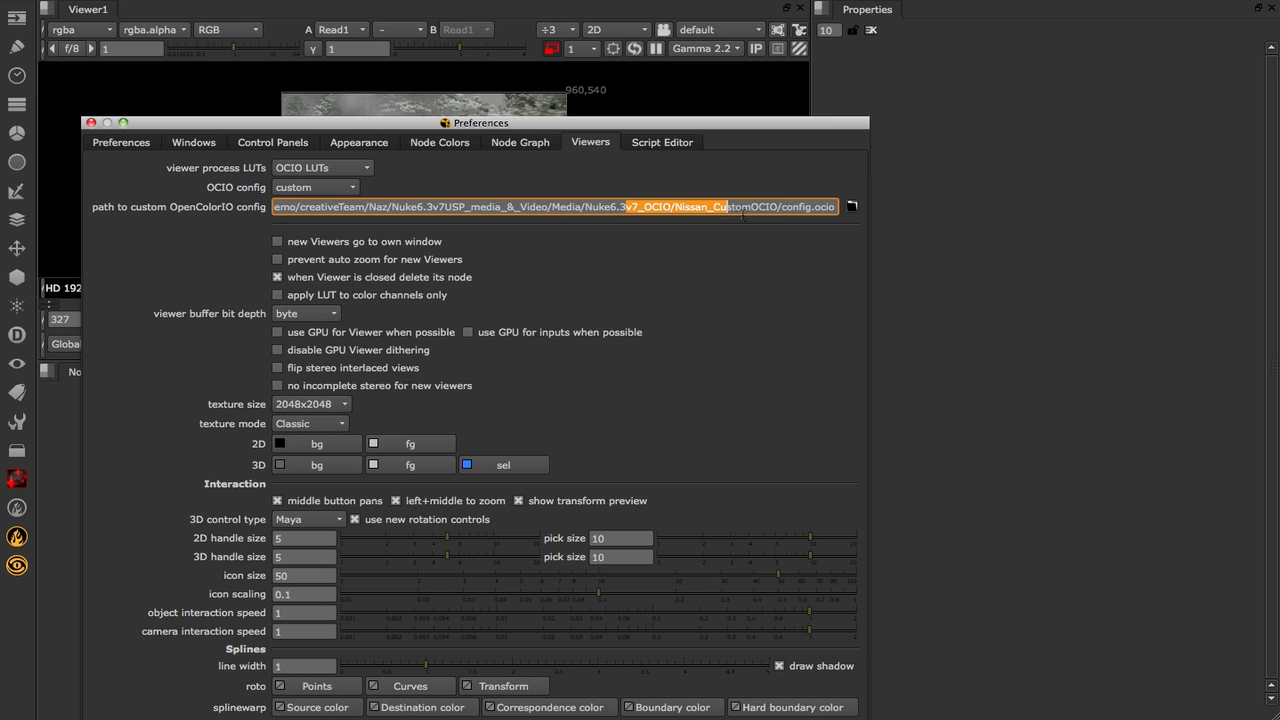 Viewer1
Properties
rgba rgba.alpha RGB A Read1 - B Read1 ÷3 2D default
10
f/8 1 γ 1 1 Gamma 2.2 IP
960,540
Preferences
Preferences Windows Control Panels Appearance Node Colors Node Graph Viewers Script Editor
viewer process LUTs OCIO LUTs
OCIO config custom
path to custom OpenColorIO config emo/creativeTeam/Naz/Nuke6.3v7USP_media_&_Video/Media/Nuke6.3v7_OCIO/Nissan_CustomOCIO/config.ocio
new Viewers go to own window
prevent auto zoom for new Viewers
when Viewer is closed delete its node
HD 192
apply LUT to color channels only
viewer buffer bit depth byte
327
use GPU for Viewer when possible use GPU for inputs when possible
Global
disable GPU Viewer dithering
flip stereo interlaced views
No
no incomplete stereo for new viewers
texture size 2048x2048
texture mode Classic
2D bg fg
3D bg fg sel
Interaction
middle button pans left+middle to zoom show transform preview
3D control type Maya use new rotation controls
2D handle size 5 pick size 10
3D handle size 5 pick size 10
icon size 50
icon scaling 0.1
object interaction speed 1
camera interaction speed 1
Splines
line width 1 draw shadow
roto Points Curves Transform
splinewarp Source color Destination color Correspondence color Boundary color Hard boundary color